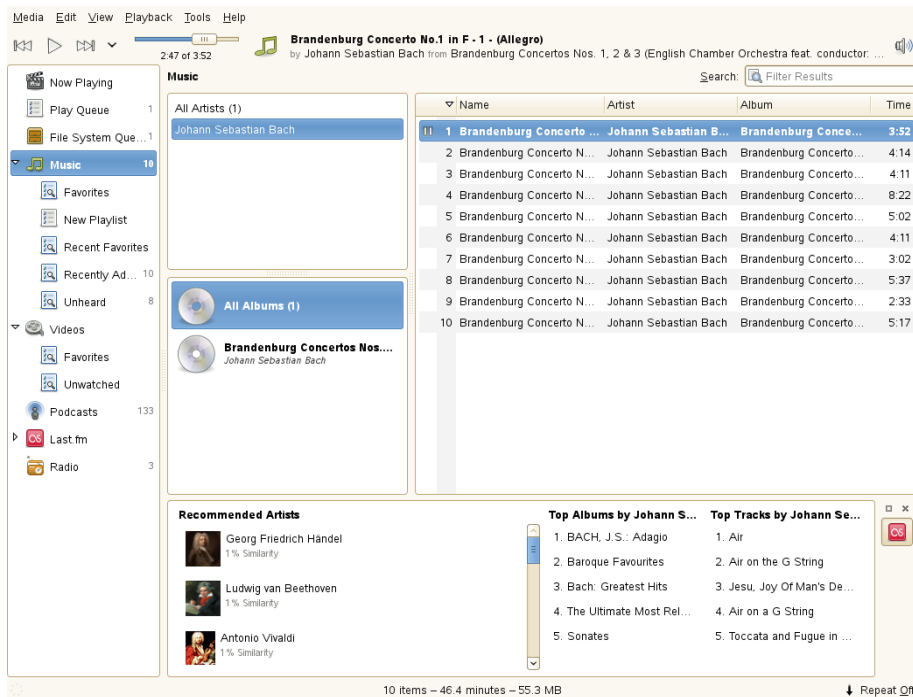 Media Edit View Playback Tools Help
Brandenburg Concerto No.1 in F - 1 - (Allegro)
by Johann Sebastian Bach from Brandenburg Concertos Nos. 1, 2 & 3 (English Chamber Orchestra feat. conductor: ...
2:47 of 3:52
Now Playing
Play Queue 1
File System Que... 1
Music 10
Favorites
New Playlist
Recent Favorites
Recently Ad... 10
Unheard 8
Videos
Favorites
Unwatched
Podcasts 133
Last.fm
Radio 3
Music
Search: Filter Results
All Artists (1)
Johann Sebastian Bach
All Albums (1)
Brandenburg Concertos Nos....
Johann Sebastian Bach
Name Artist Album Time
1 Brandenburg Concerto ... Johann Sebastian B... Brandenburg Conce... 3:52
2 Brandenburg Concerto N... Johann Sebastian Bach Brandenburg Concerto... 4:14
3 Brandenburg Concerto N... Johann Sebastian Bach Brandenburg Concerto... 4:11
4 Brandenburg Concerto N... Johann Sebastian Bach Brandenburg Concerto... 8:22
5 Brandenburg Concerto N... Johann Sebastian Bach Brandenburg Concerto... 5:02
6 Brandenburg Concerto N... Johann Sebastian Bach Brandenburg Concerto... 4:11
7 Brandenburg Concerto N... Johann Sebastian Bach Brandenburg Concerto... 3:02
8 Brandenburg Concerto N... Johann Sebastian Bach Brandenburg Concerto... 5:37
9 Brandenburg Concerto N... Johann Sebastian Bach Brandenburg Concerto... 2:33
10 Brandenburg Concerto N... Johann Sebastian Bach Brandenburg Concerto... 5:17
Recommended Artists
Georg Friedrich Händel
1% Similarity
Ludwig van Beethoven
1% Similarity
Antonio Vivaldi
1% Similarity
Top Albums by Johann S...
1. BACH, J.S.: Adagio
2. Baroque Favourites
3. Bach: Greatest Hits
4. The Ultimate Most Rel...
5. Sonates
Top Tracks by Johann Se...
1. Air
2. Air on the G String
3. Jesu, Joy Of Man's De...
4. Air on a G String
5. Toccata and Fugue in ...
10 items – 46.4 minutes – 55.3 MB
Repeat Off